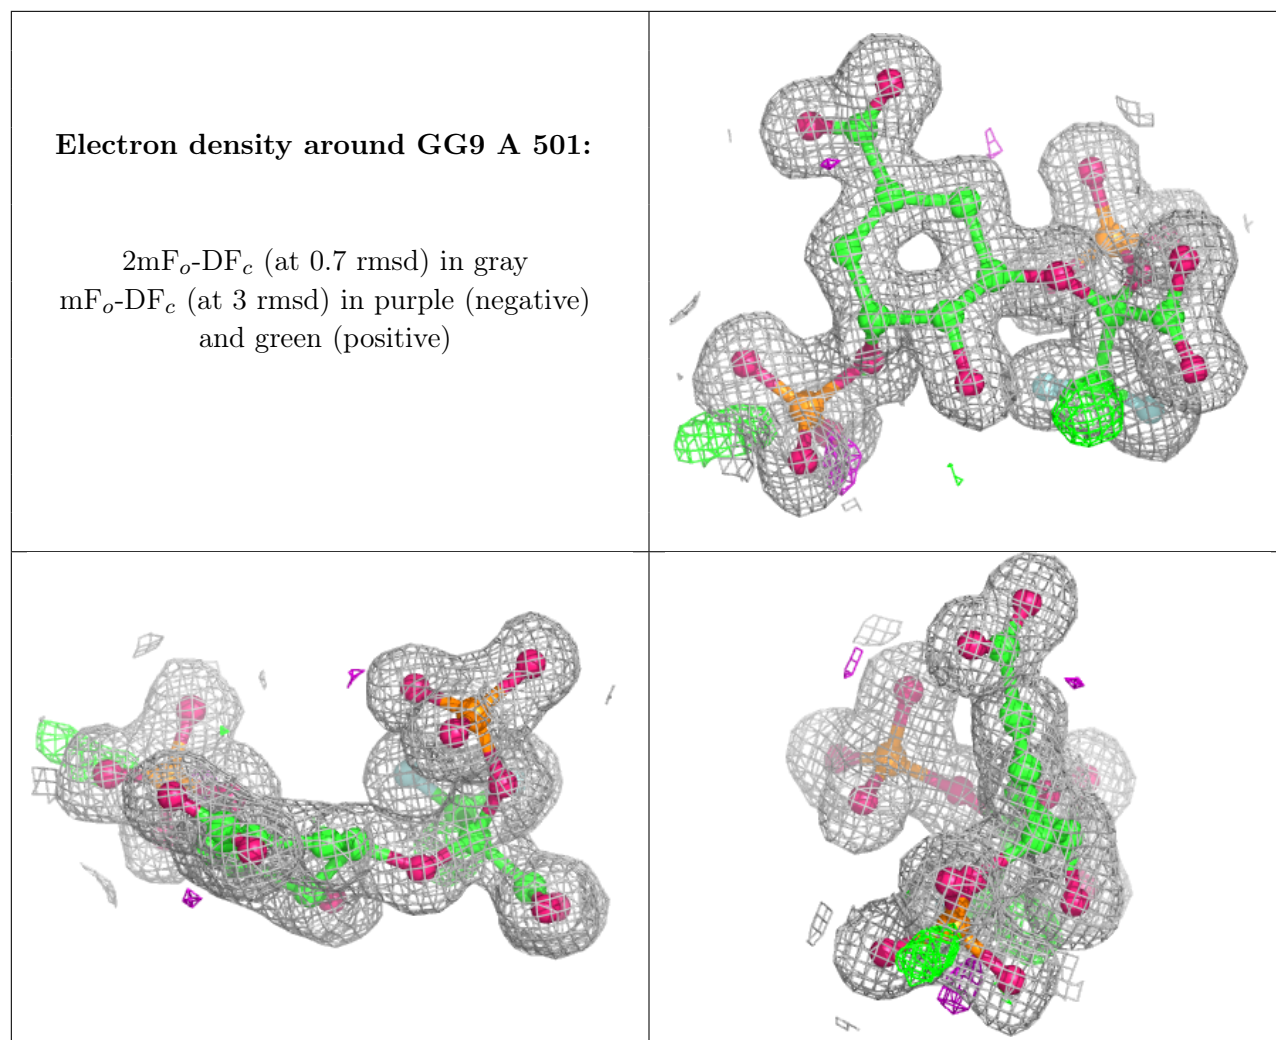 Electron density around GG9 A 501:
2mFo-DFc (at 0.7 rmsd) in gray
mFo-DFc (at 3 rmsd) in purple (negative)
and green (positive)